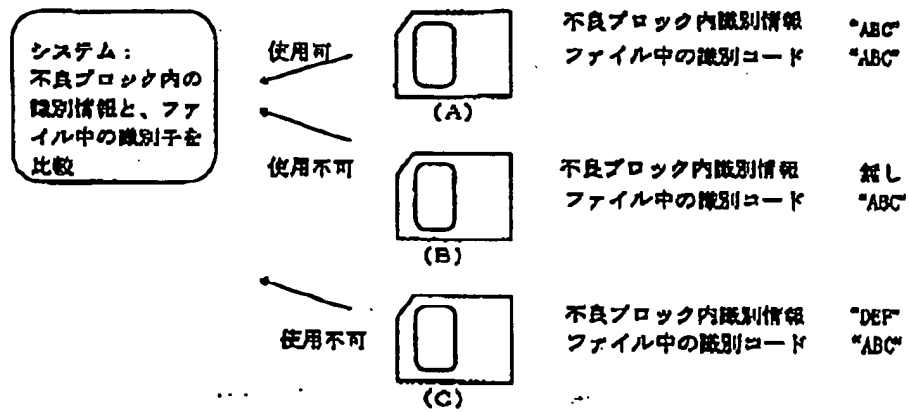 システム:
不良ブロック内の
識別情報と、ファ
イル中の識別子を
比較
使用可
不良ブロック内識別情報 "ABC"
ファイル中の識別コード "ABC"
(A)
使用不可
不良ブロック内識別情報 無し
ファイル中の識別コード "ABC"
(B)
使用不可
不良ブロック内識別情報 "DEF"
ファイル中の識別コード "ABC"
(C)